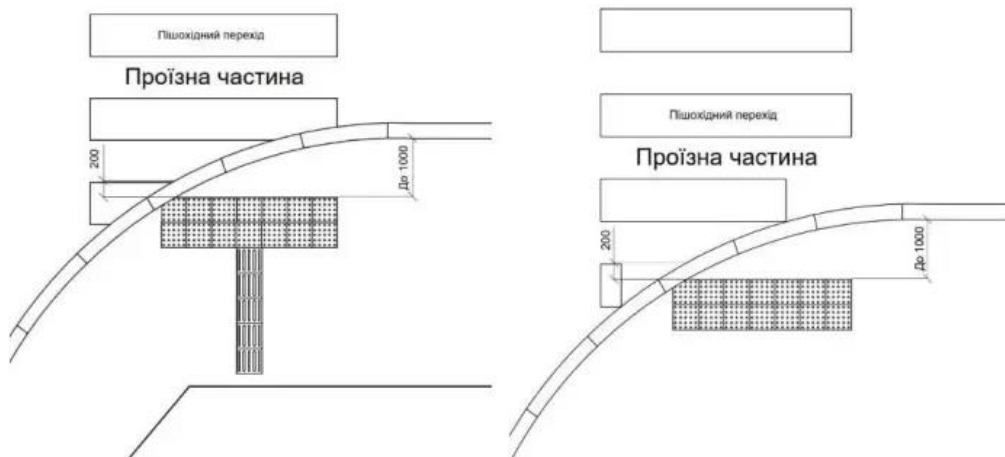 Пішохідний перехід
Проїзна частина
200
До 1000
Пішохідний перехід
Проїзна частина
200
До 1000